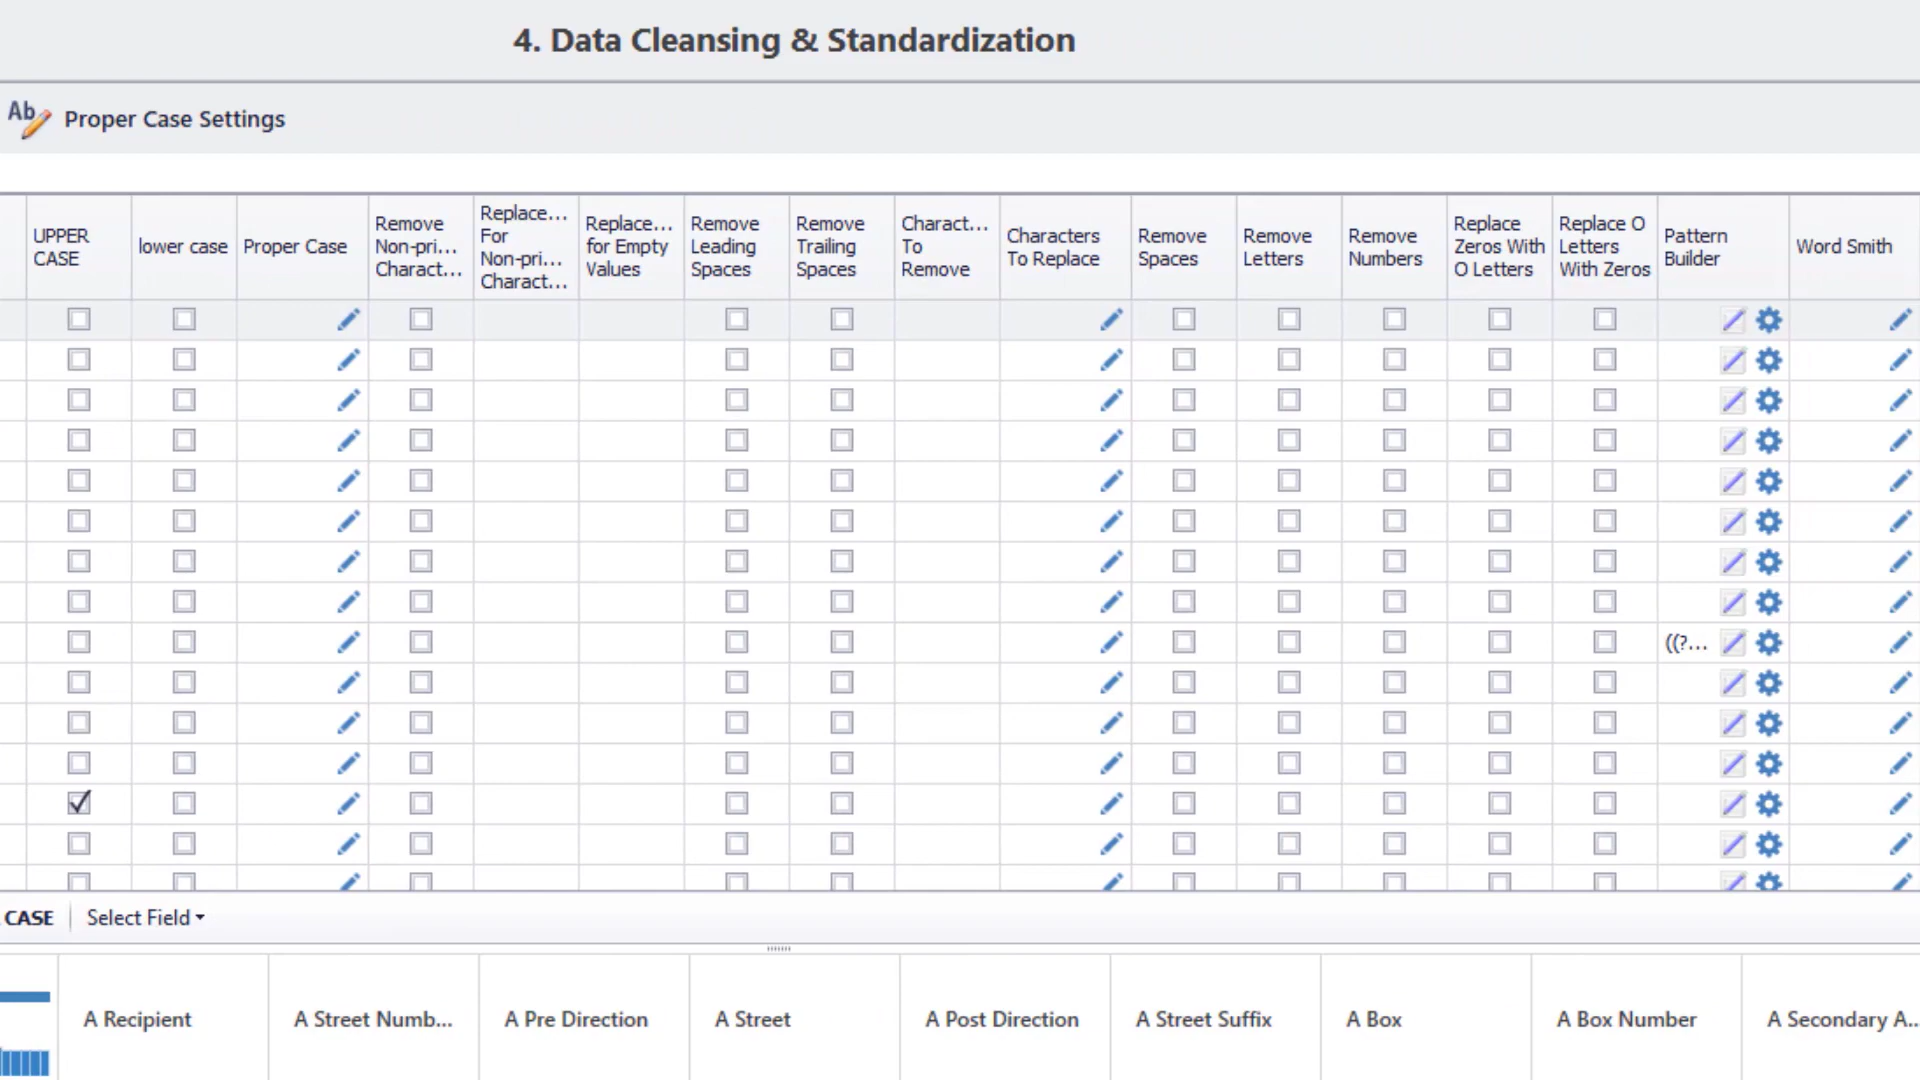 4. Data Cleansing & Standardization
Ab
Proper Case Settings
UPPER
CASE
lower case
Proper Case
Remove
Non-pri...
Charact...
Replace...
For
Non-pri...
Charact...
Replace...
for Empty
Values
Remove
Leading
Spaces
Remove
Trailing
Spaces
Charact...
To
Remove
Characters
To Replace
Remove
Spaces
Remove
Letters
Remove
Numbers
Replace
Zeros With
O Letters
Replace O
Letters
With Zeros
Pattern
Builder
Word Smith
((?...
CASE
Select Field
A Recipient
A Street Numb...
A Pre Direction
A Street
A Post Direction
A Street Suffix
A Box
A Box Number
A Secondary A...